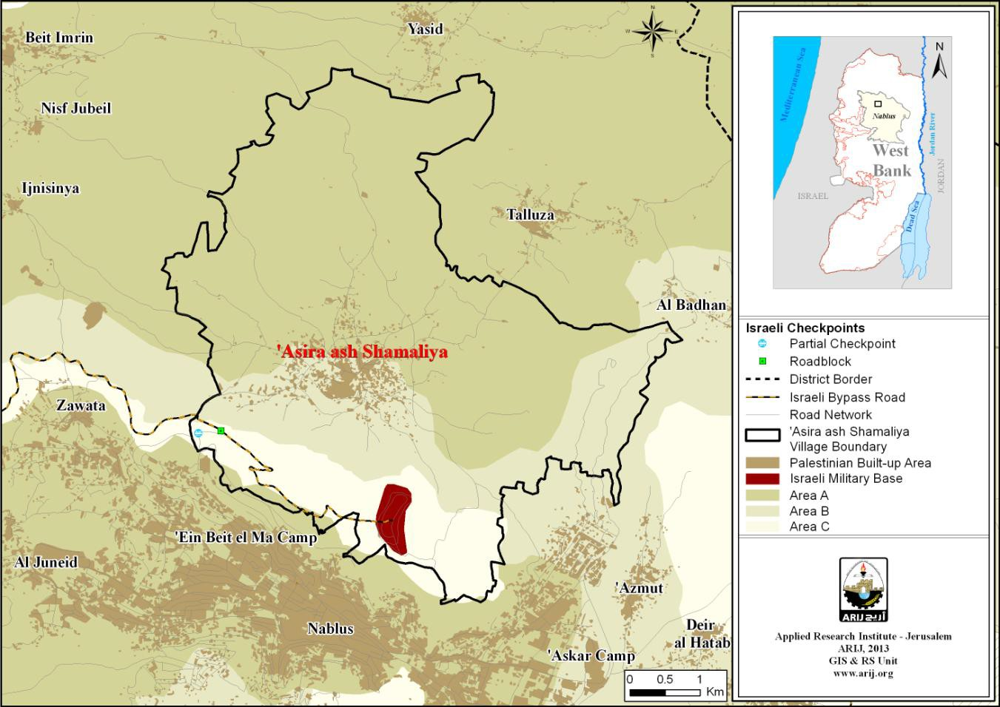 Beit Imrin
Yasid
N
W E
S
Nisf Jubeil
Ijnisinya
Talluza
Al Badhan
'Asira ash Shamaliya
Zawata
'Ein Beit el Ma Camp
Al Juneid
'Azmut
Nablus
Deir
al Hatab
'Askar Camp
0 0.5 1
Km
Mediterranean Sea
N
Nablus
West
Bank
Jordan River
JORDAN
ISRAEL
Dead Sea
Israeli Checkpoints
Partial Checkpoint
Roadblock
District Border
Israeli Bypass Road
Road Network
'Asira ash Shamaliya
Village Boundary
Palestinian Built-up Area
Israeli Military Base
Area A
Area B
Area C
ARIJ أريج
Applied Research Institute - Jerusalem
ARIJ, 2013
GIS & RS Unit
www.arij.org